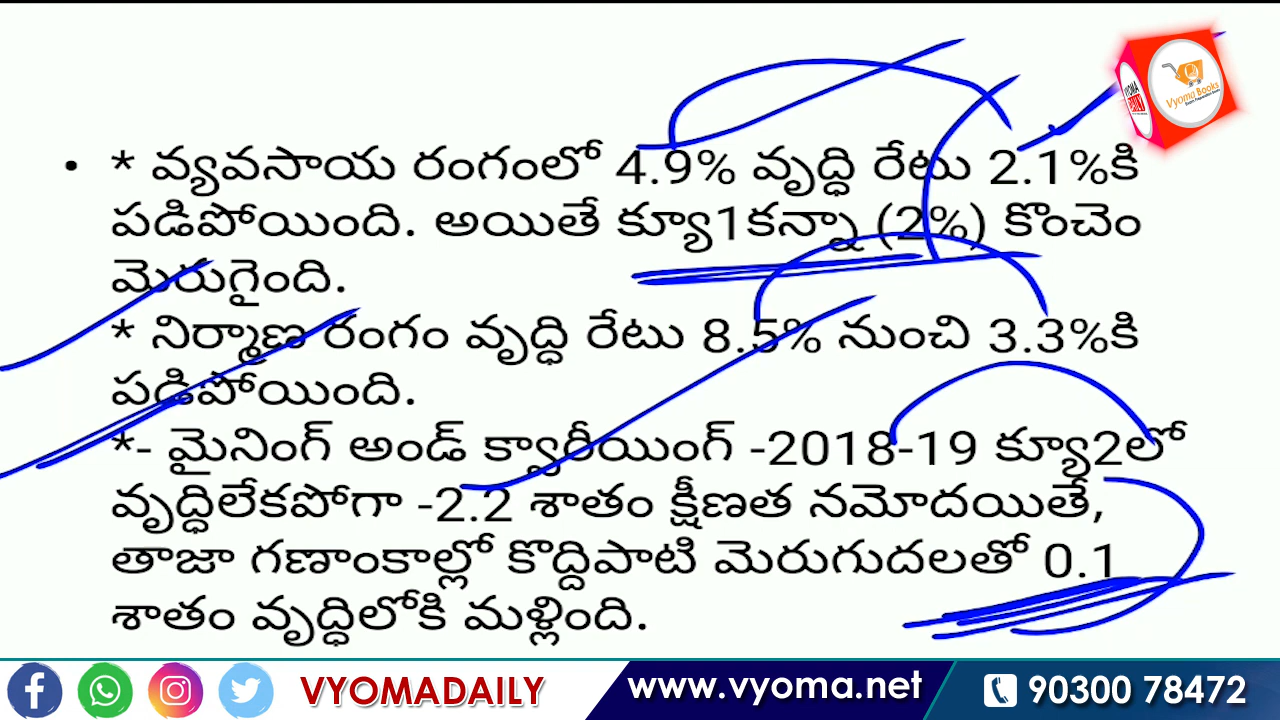 • * వ్యవసాయ రంగంలో 4.9% వృద్ధి రేటు 2.1%కి
పడిపోయింది. అయితే క్యూ1కన్నా (2%) కొంచెం
మెరుగైంది.
* నిర్మాణ రంగం వృద్ధి రేటు 8.5% నుంచి 3.3%కి
పడిపోయింది.
*- మైనింగ్ అండ్ క్వారీయింగ్ -2018-19 క్యూ2లో
వృద్ధిలేకపోగా -2.2 శాతం క్షీణత నమోదయితే,
తాజా గణాంకాల్లో కొద్దిపాటి మెరుగుదలతో 0.1
శాతం వృద్ధిలోకి మళ్లింది.
Vyoma Books
VYOMADAILY www.vyoma.net 90300 78472